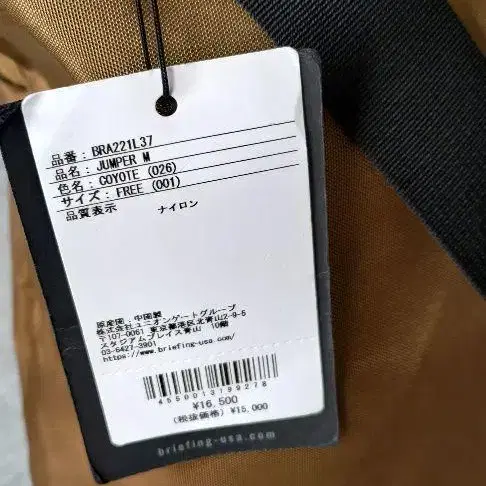 品番：BRA221L37
品名：JUMPER M
色名：COYOTE (026)
サイズ：FREE (001)
品質表示 ナイロン
原産国：中国製
株式会社ユニオンゲートグループ
〒107-0061 東京都港区北青山2-9-5
スタジアムプレイス青山 10階
03-6427-3901
https://www.briefing-usa.com/
4550013199278
¥16,500
(税抜価格) ¥15,000
briefing-usa.com